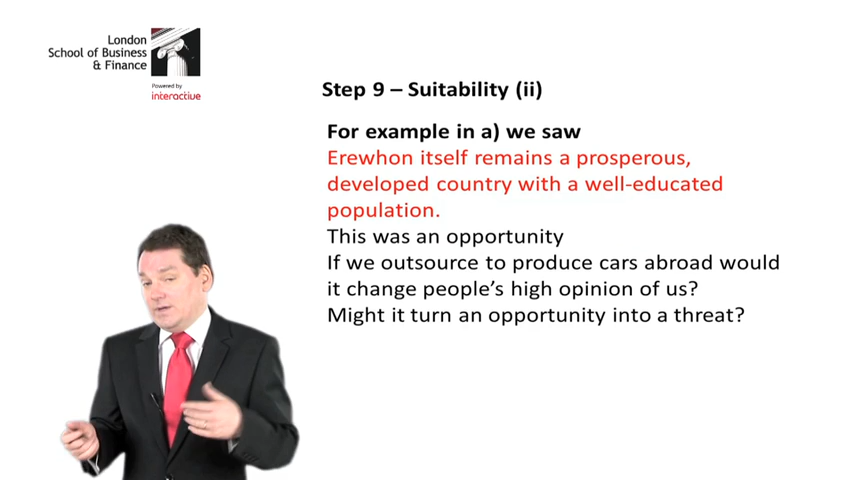 London
School of Business
& Finance
Powered by
interactive
Step 9 – Suitability (ii)
For example in a) we saw
Erewhon itself remains a prosperous,
developed country with a well-educated
population.
This was an opportunity
If we outsource to produce cars abroad would
it change people’s high opinion of us?
Might it turn an opportunity into a threat?